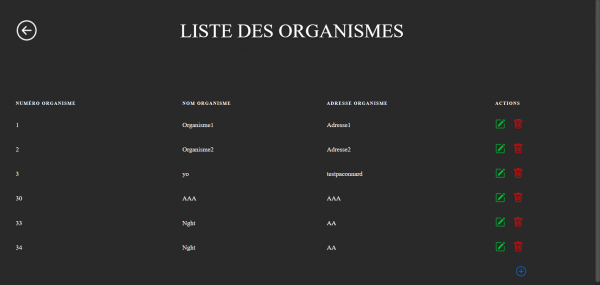 LISTE DES ORGANISMES
NUMÉRO ORGANISME NOM ORGANISME ADRESSE ORGANISME ACTIONS
1 Organisme1 Adresse1
2 Organisme2 Adresse2
3 yo testpaconnard
30 AAA AAA
33 Nght AA
34 Nght AA